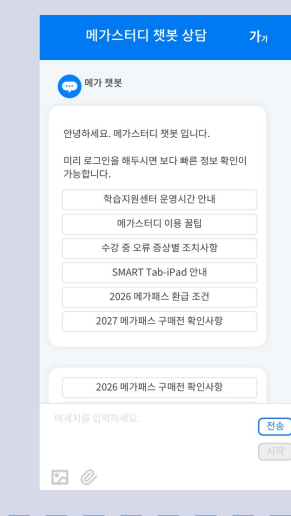 메가스터디 챗봇 상담
가가
메가 챗봇
안녕하세요. 메가스터디 챗봇 입니다.
미리 로그인을 해두시면 보다 빠른 정보 확인이
가능합니다.
학습지원센터 운영시간 안내
메가스터디 이용 꿀팁
수강 중 오류 증상별 조치사항
SMART Tab-iPad 안내
2026 메가패스 환급 조건
2027 메가패스 구매전 확인사항
2026 메가패스 구매전 확인사항
메세지를 입력하세요.
전송
시작